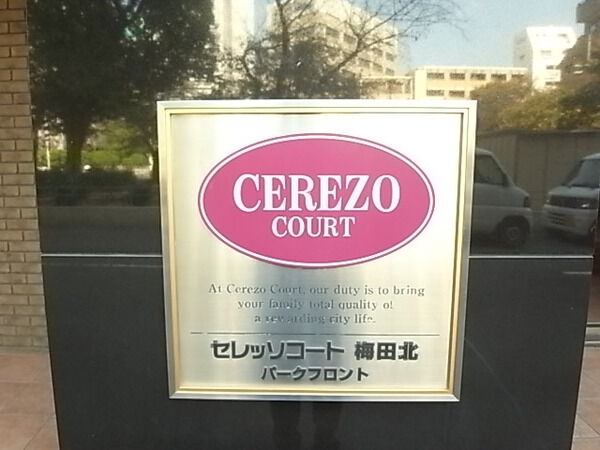 CEREZO
COURT
At Cerezo Court, our duty is to bring
your family total quality of
a rewarding city life.
セレッソコート 梅田北
パークフロント